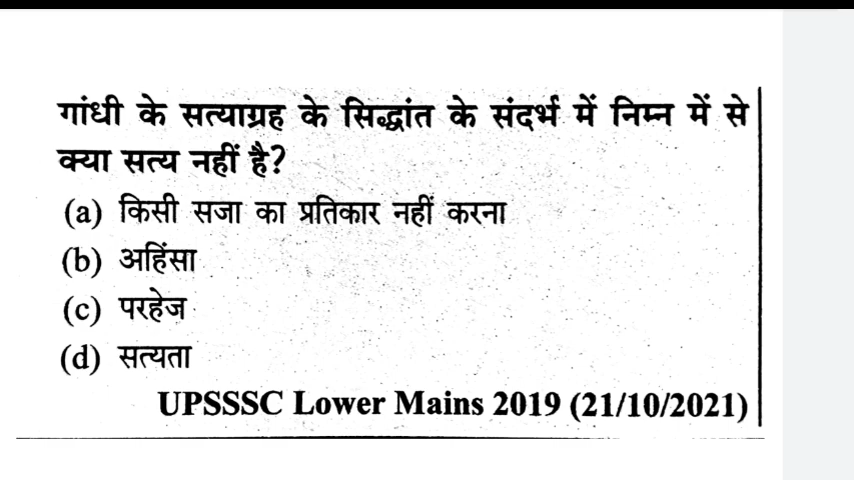 गांधी के सत्याग्रह के सिद्धांत के संदर्भ में निम्न में से
क्या सत्य नहीं है?
(a) किसी सजा का प्रतिकार नहीं करना
(b) अहिंसा
(c) परहेज
(d) सत्यता
UPSSSC Lower Mains 2019 (21/10/2021)